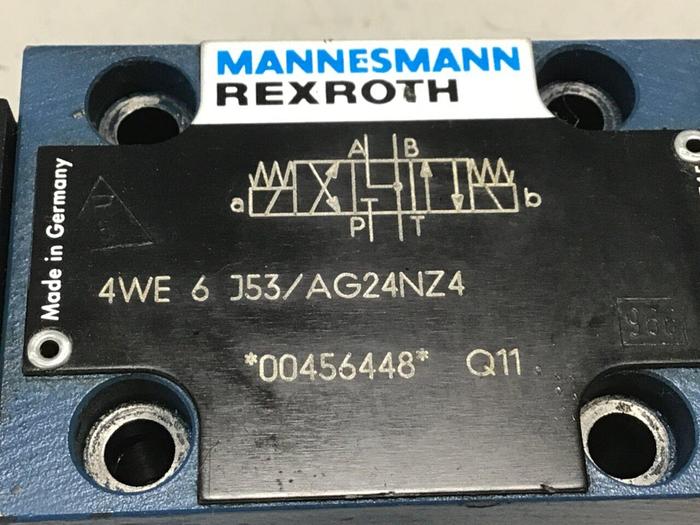 MANNESMANN
REXROTH
Made in Germany
A B
a b
P T
4WE 6 J53/AG24NZ4
*00456448* Q11